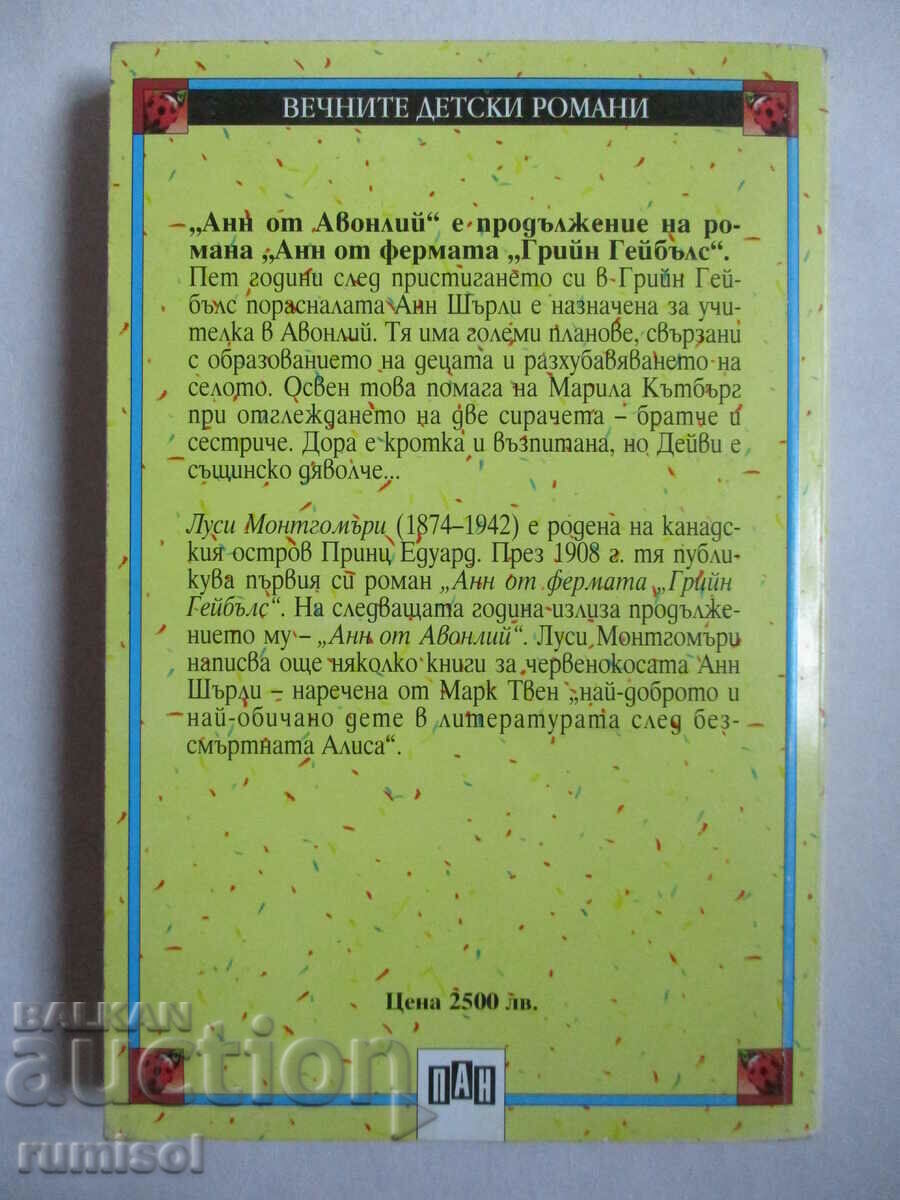 ВЕЧНИТЕ ДЕТСКИ РОМАНИ
„Анн от Авонлий“ е продължение на ро-
мана „Анн от фермата „Грийн Гейбълс“.
Пет години след пристигането си в Грийн Гей-
бълс порасналата Анн Шърли е назначена за учи-
телка в Авонлий. Тя има големи планове, свързани
с образованието на децата и разхубавяването на
селото. Освен това помага на Марила Кътбърг
при отглеждането на две сирачета – братче и
сестриче. Дора е кротка и възпитана, но Дейви е
същинско дяволче...
Луси Монтгомъри (1874–1942) е родена на канадс-
кия остров Принц Едуард. През 1908 г. тя публи-
кува първия си роман „Анн от фермата „Грийн
Гейбълс“. На следващата година излиза продълже-
нието му – „Анн от Авонлий“. Луси Монтгомъри
написва още няколко книги за червенокосата Анн
Шърли – наречена от Марк Твен „най-доброто и
най-обичано дете в литературата след без-
смъртната Алиса“.
Цена 2500 лв.
ПАН
BALKAN
auction
rumisol